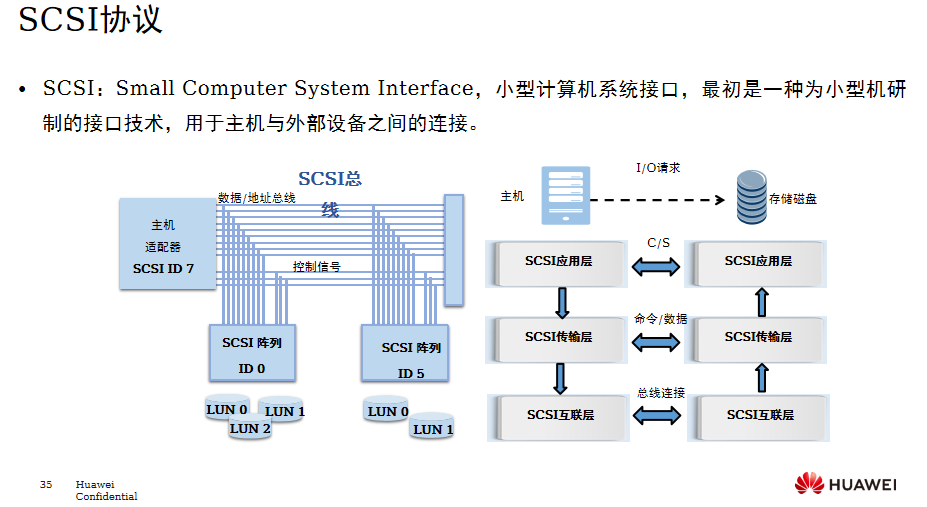 SCSI协议
• SCSI：Small Computer System Interface，小型计算机系统接口，最初是一种为小型机研
制的接口技术，用于主机与外部设备之间的连接。
SCSI总
线
数据/地址总线
主机
适配器
SCSI ID 7
控制信号
SCSI 阵列
ID 0
SCSI 阵列
ID 5
LUN 0
LUN 1
LUN 2
LUN 0
LUN 1
I/O请求
主机
存储磁盘
C/S
SCSI应用层
SCSI应用层
命令/数据
SCSI传输层
SCSI传输层
总线连接
SCSI互联层
SCSI互联层
35
Huawei
Confidential
HUAWEI